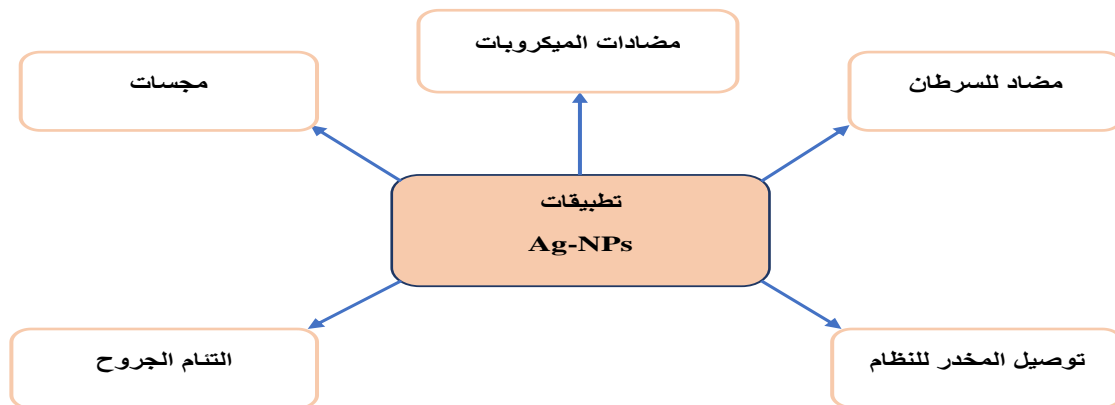 مضادات الميكروبات
مضاد للسرطان
مجسات
تطبيقات
Ag-NPs
توصيل المخدر للنظام
التئام الجروح